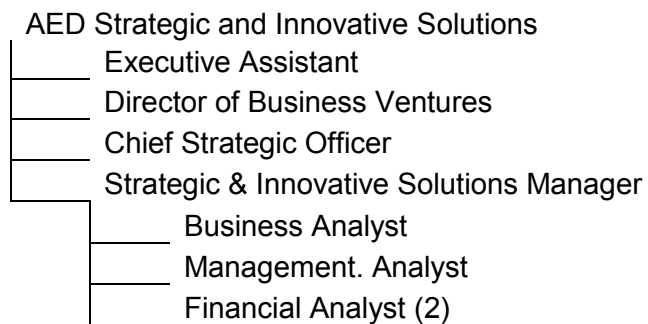 AED Strategic and Innovative Solutions
Executive Assistant
Director of Business Ventures
Chief Strategic Officer
Strategic & Innovative Solutions Manager
Business Analyst
Management. Analyst
Financial Analyst (2)